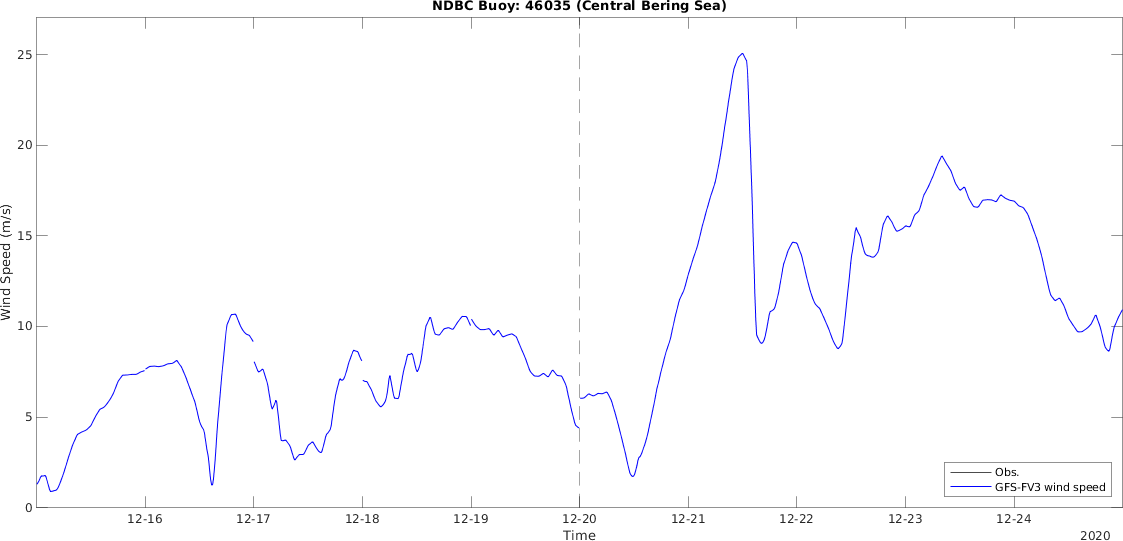 NDBC Buoy: 46035 (Central Bering Sea)
Wind Speed (m/s)
25
20
15
10
5
0
12-16 12-17 12-18 12-19 12-20 12-21 12-22 12-23 12-24
Time
2020
Obs.
GFS-FV3 wind speed